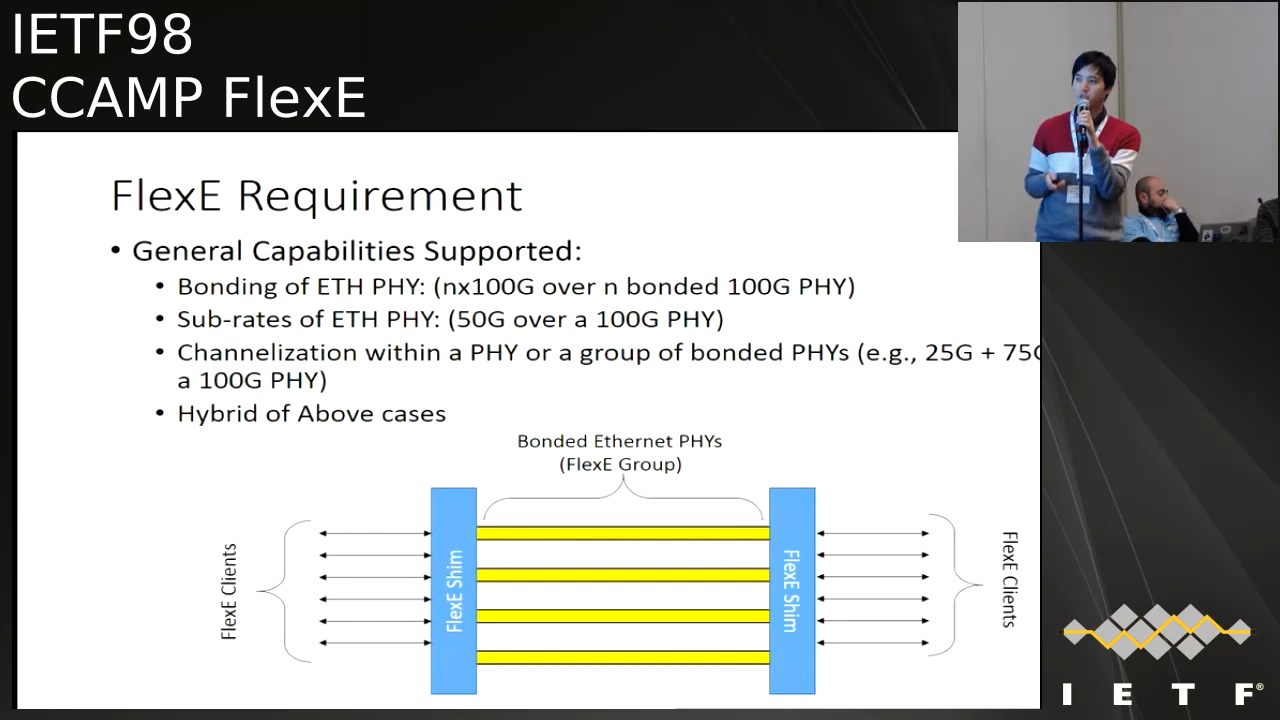 IETF98
CCAMP FlexE
FlexE Requirement
• General Capabilities Supported:
• Bonding of ETH PHY: (nx100G over n bonded 100G PHY)
• Sub-rates of ETH PHY: (50G over a 100G PHY)
• Channelization within a PHY or a group of bonded PHYs (e.g., 25G + 75G
a 100G PHY)
• Hybrid of Above cases
Bonded Ethernet PHYs
(FlexE Group)
FlexE Clients
FlexE Shim
FlexE Shim
FlexE Clients
I E T F®